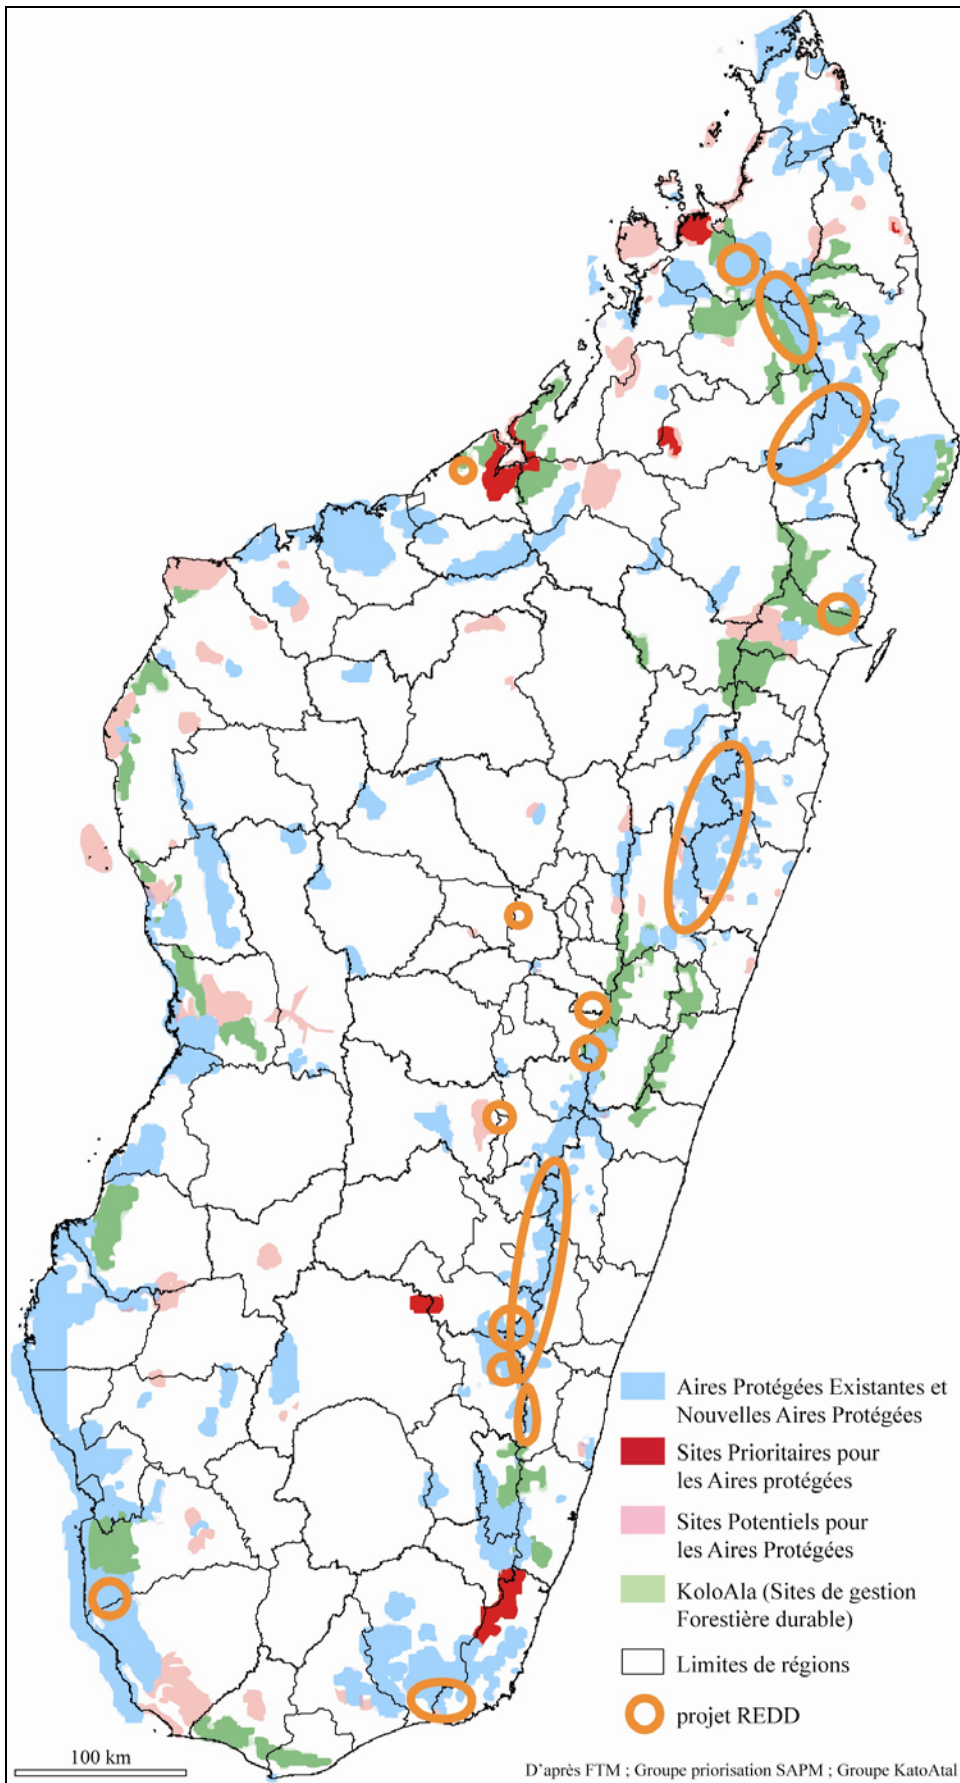 Aires Protégées Existantes et
Nouvelles Aires Protégées
Sites Prioritaires pour
les Aires protégées
Sites Potentiels pour
les Aires Protégées
KoloAla (Sites de gestion
Forestière durable)
Limites de régions
projet REDD
100 km
D'après FTM ; Groupe priorisation SAPM ; Groupe KatoAtal